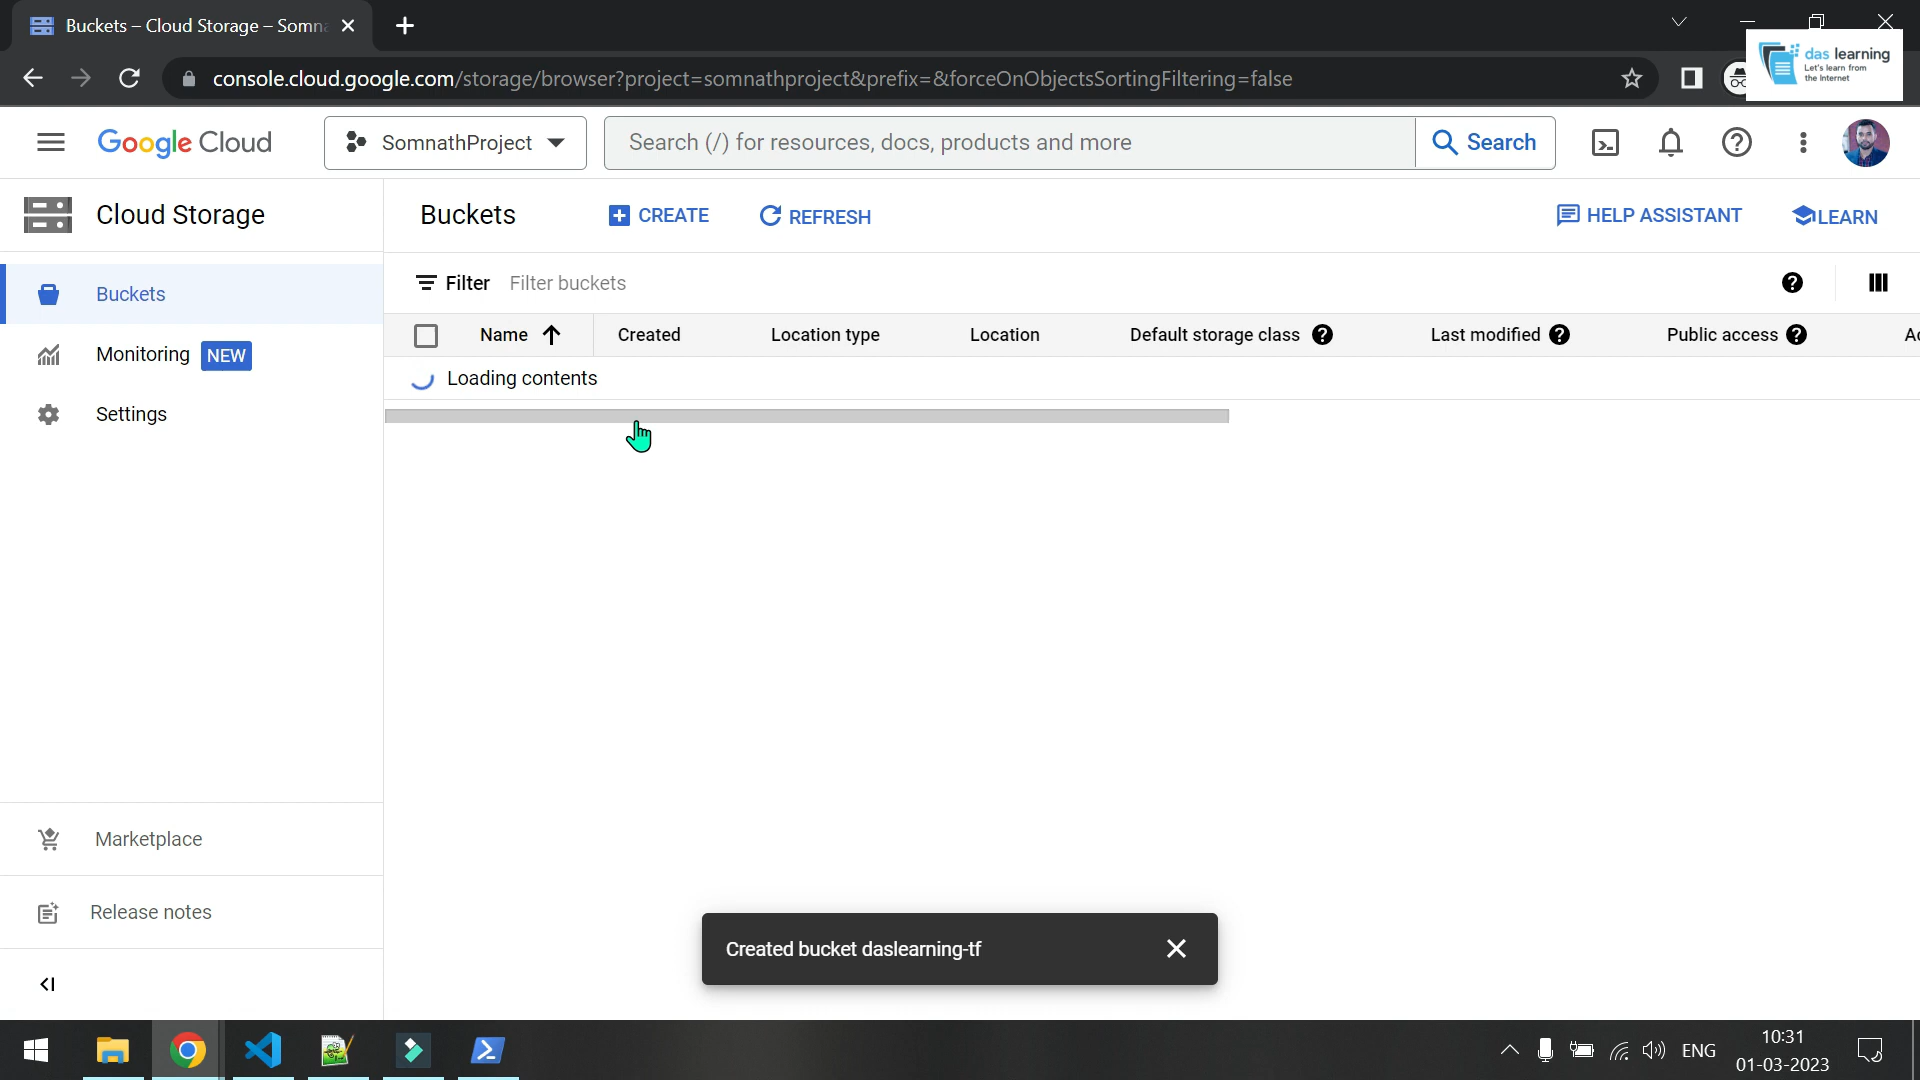 Buckets – Cloud Storage – Somna
das learning
Let's learn from
the Internet
console.cloud.google.com/storage/browser?project=somnathproject&prefix=&forceOnObjectsSortingFiltering=false
Google Cloud
SomnathProject
Search (/) for resources, docs, products and more
Search
Cloud Storage
Buckets
CREATE
REFRESH
HELP ASSISTANT
LEARN
Buckets
Monitoring NEW
Settings
Filter Filter buckets
Name Created Location type Location Default storage class Last modified Public access
Loading contents
Marketplace
Release notes
Created bucket daslearning-tf
ENG
10:31
01-03-2023